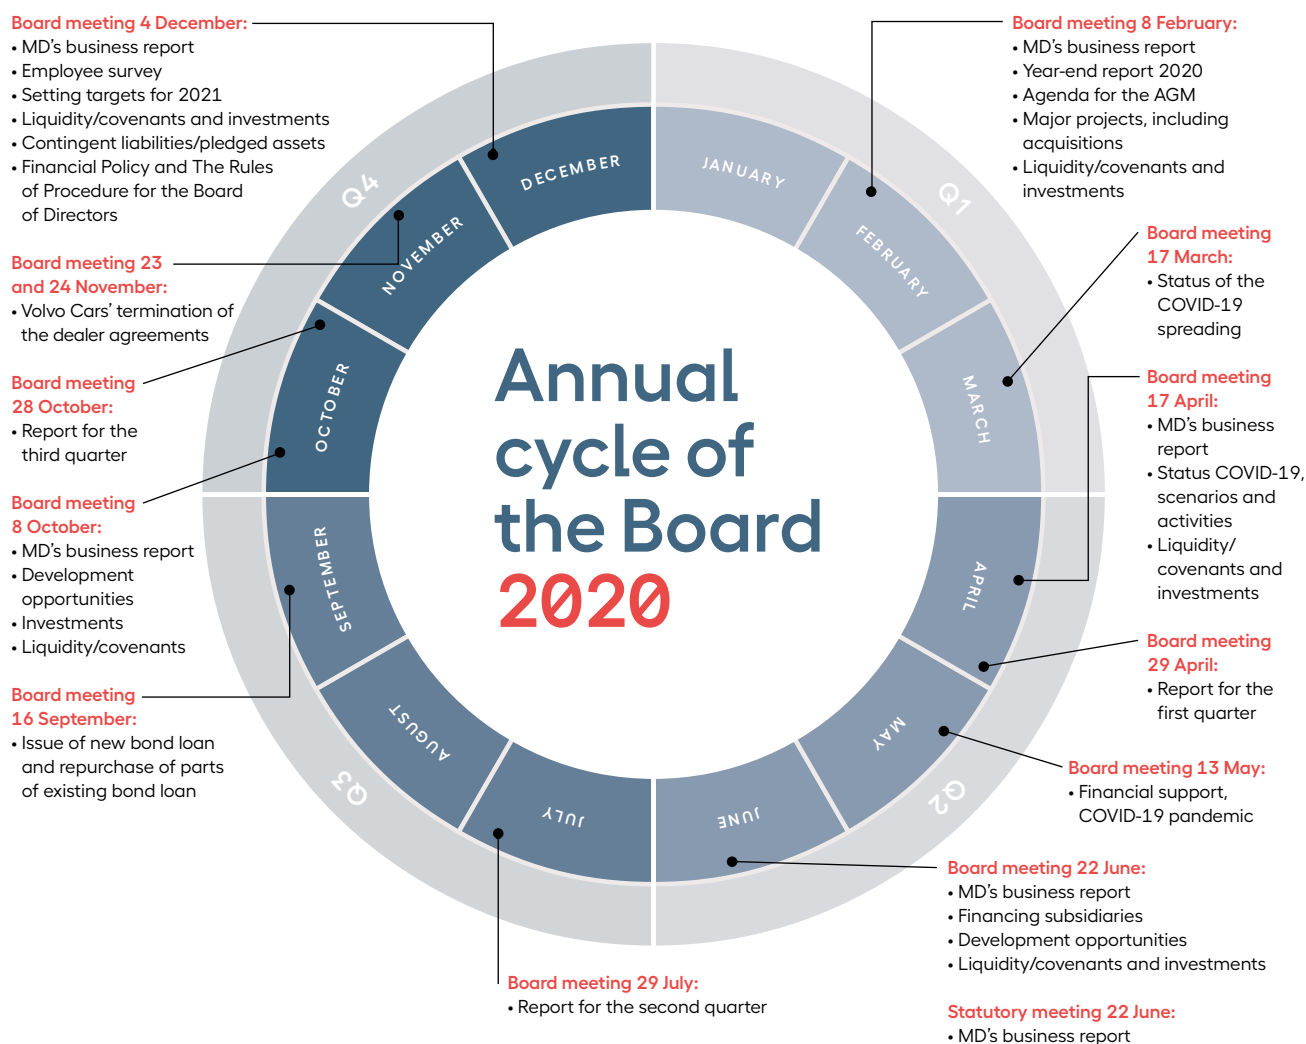 Board meeting 4 December:
• MD’s business report
• Employee survey
• Setting targets for 2021
• Liquidity/covenants and investments
• Contingent liabilities/pledged assets
• Financial Policy and The Rules
of Procedure for the Board
of Directors
Board meeting 23
and 24 November:
• Volvo Cars’ termination of
the dealer agreements
Board meeting
28 October:
• Report for the
third quarter
Board meeting
8 October:
• MD’s business report
• Development
opportunities
• Investments
• Liquidity/covenants
Board meeting
16 September:
• Issue of new bond loan
and repurchase of parts
of existing bond loan
Q4
Q1
Q2
Q3
JANUARY
FEBRUARY
MARCH
APRIL
MAY
JUNE
JULY
AUGUST
SEPTEMBER
OCTOBER
NOVEMBER
DECEMBER
Annual
cycle of
the Board
2020
Board meeting 8 February:
• MD’s business report
• Year-end report 2020
• Agenda for the AGM
• Major projects, including
acquisitions
• Liquidity/covenants and
investments
Board meeting
17 March:
• Status of the
COVID-19
spreading
Board meeting
17 April:
• MD’s business
report
• Status COVID-19,
scenarios and
activities
• Liquidity/
covenants and
investments
Board meeting
29 April:
• Report for the
first quarter
Board meeting 13 May:
• Financial support,
COVID-19 pandemic
Board meeting 22 June:
• MD’s business report
• Financing subsidiaries
• Development opportunities
• Liquidity/covenants and investments
Statutory meeting 22 June:
• MD’s business report
Board meeting 29 July:
• Report for the second quarter